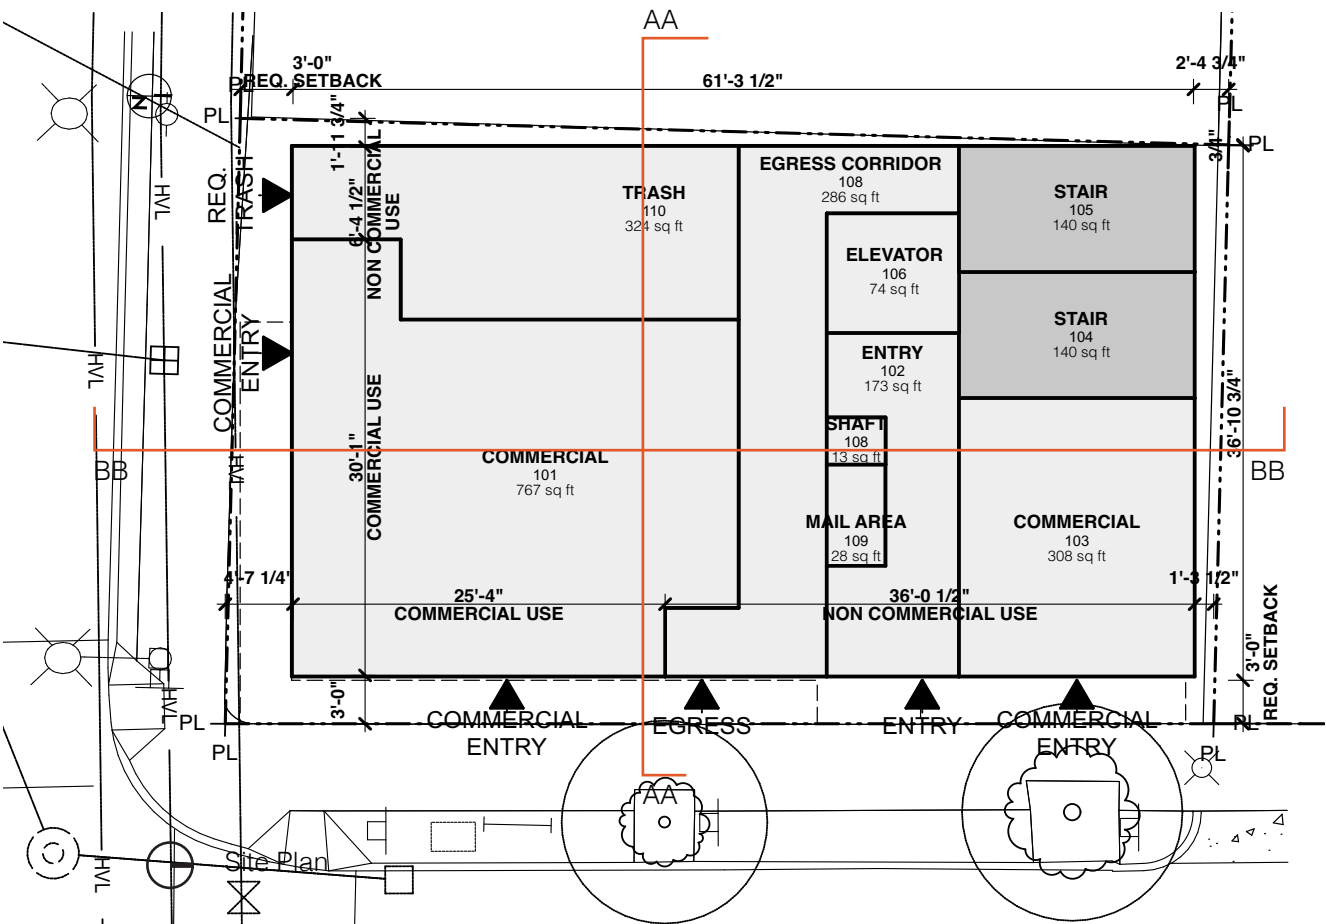 AA
3'-0"
REQ. SETBACK
PL
61'-3 1/2"
2'-4 3/4"
PL
N
PL
1'-11 3/4"
3/4"
PL
REQ.
TRASH
HVL
HVL
6'-4 1/2"
NON COMMERCIAL
USE
TRASH
110
324 sq ft
EGRESS CORRIDOR
108
286 sq ft
STAIR
105
140 sq ft
ELEVATOR
106
74 sq ft
STAIR
104
140 sq ft
COMMERCIAL
ENTRY
ENTRY
102
173 sq ft
HVL
HVL
30'-1"
COMMERCIAL USE
36'-10 3/4"
SHAFT
108
13 sq ft
BB
BB
COMMERCIAL
101
767 sq ft
MAIL AREA
109
28 sq ft
COMMERCIAL
103
308 sq ft
4'-7 1/4"
25'-4"
COMMERCIAL USE
36'-0 1/2"
NON COMMERCIAL USE
1'-3 1/2"
3'-0"
REQ. SETBACK
HVL
3'-0"
PL
PL
COMMERCIAL
ENTRY
EGRESS
ENTRY
COMMERCIAL
ENTRY
PL
PL
AA
Site Plan
HVL